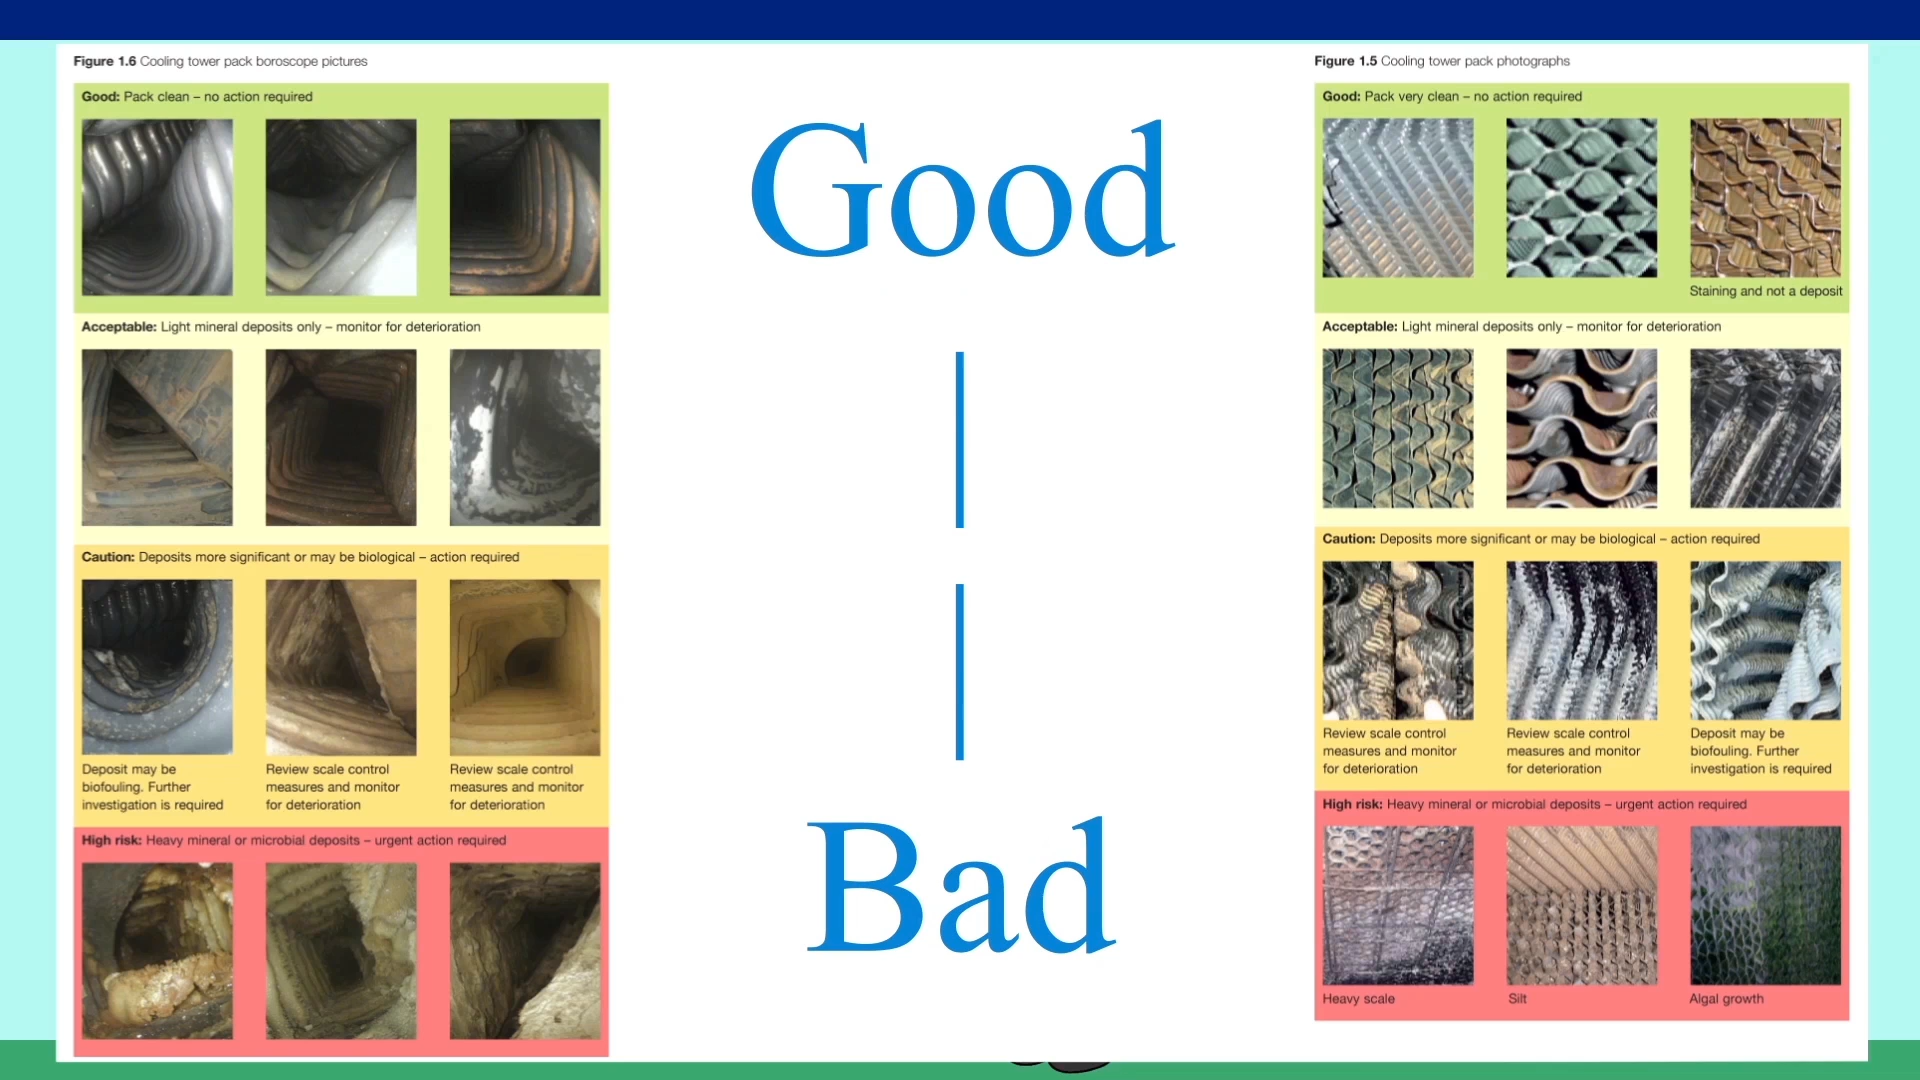 Figure 1.6 Cooling tower pack boroscope pictures
Good: Pack clean – no action required
Acceptable: Light mineral deposits only – monitor for deterioration
Caution: Deposits more significant or may be biological – action required
Deposit may be
biofouling. Further
investigation is required
Review scale control
measures and monitor
for deterioration
Review scale control
measures and monitor
for deterioration
High risk: Heavy mineral or microbial deposits – urgent action required
Good
Bad
Figure 1.5 Cooling tower pack photographs
Good: Pack very clean – no action required
Staining and not a deposit
Acceptable: Light mineral deposits only – monitor for deterioration
Caution: Deposits more significant or may be biological – action required
Review scale control
measures and monitor
for deterioration
Review scale control
measures and monitor
for deterioration
Deposit may be
biofouling. Further
investigation is required
High risk: Heavy mineral or microbial deposits – urgent action required
Heavy scale
Silt
Algal growth